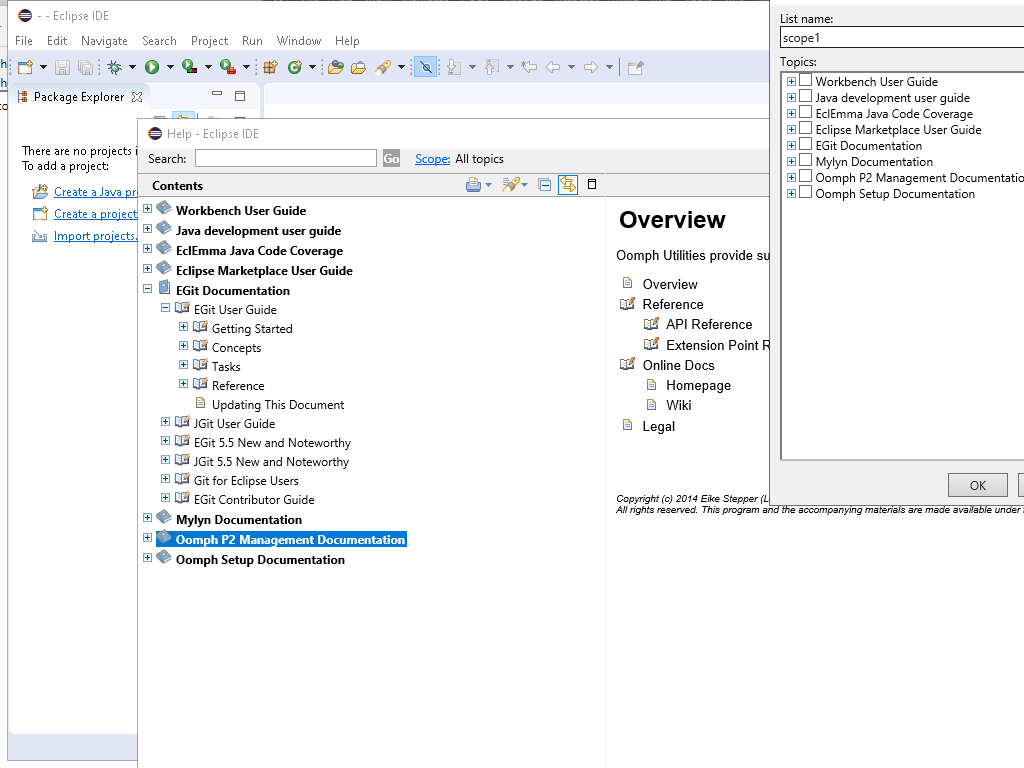 - - Eclipse IDE
File Edit Navigate Search Project Run Window Help
Package Explorer
There are no projects i
To add a project:
Create a Java pr
Create a project
Import projects.
Help - Eclipse IDE
Search: Go Scope: All topics
Contents
Workbench User Guide
Java development user guide
EclEmma Java Code Coverage
Eclipse Marketplace User Guide
EGit Documentation
EGit User Guide
Getting Started
Concepts
Tasks
Reference
Updating This Document
JGit User Guide
EGit 5.5 New and Noteworthy
JGit 5.5 New and Noteworthy
Git for Eclipse Users
EGit Contributor Guide
Mylyn Documentation
Oomph P2 Management Documentation
Oomph Setup Documentation
Overview
Oomph Utilities provide su
Overview
Reference
API Reference
Extension Point R
Online Docs
Homepage
Wiki
Legal
Copyright (c) 2014 Eike Stepper (L
All rights reserved. This program and the accompanying materials are made available under
List name:
scope1
Topics:
Workbench User Guide
Java development user guide
EclEmma Java Code Coverage
Eclipse Marketplace User Guide
EGit Documentation
Mylyn Documentation
Oomph P2 Management Documentatio
Oomph Setup Documentation
OK